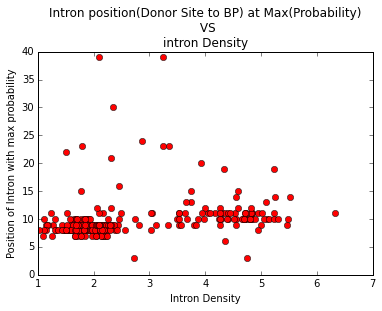 Intron position(Donor Site to BP) at Max(Probability)
VS
intron Density
Position of Intron with max probability
40
35
30
25
20
15
10
5
0
1 2 3 4 5 6 7
Intron Density